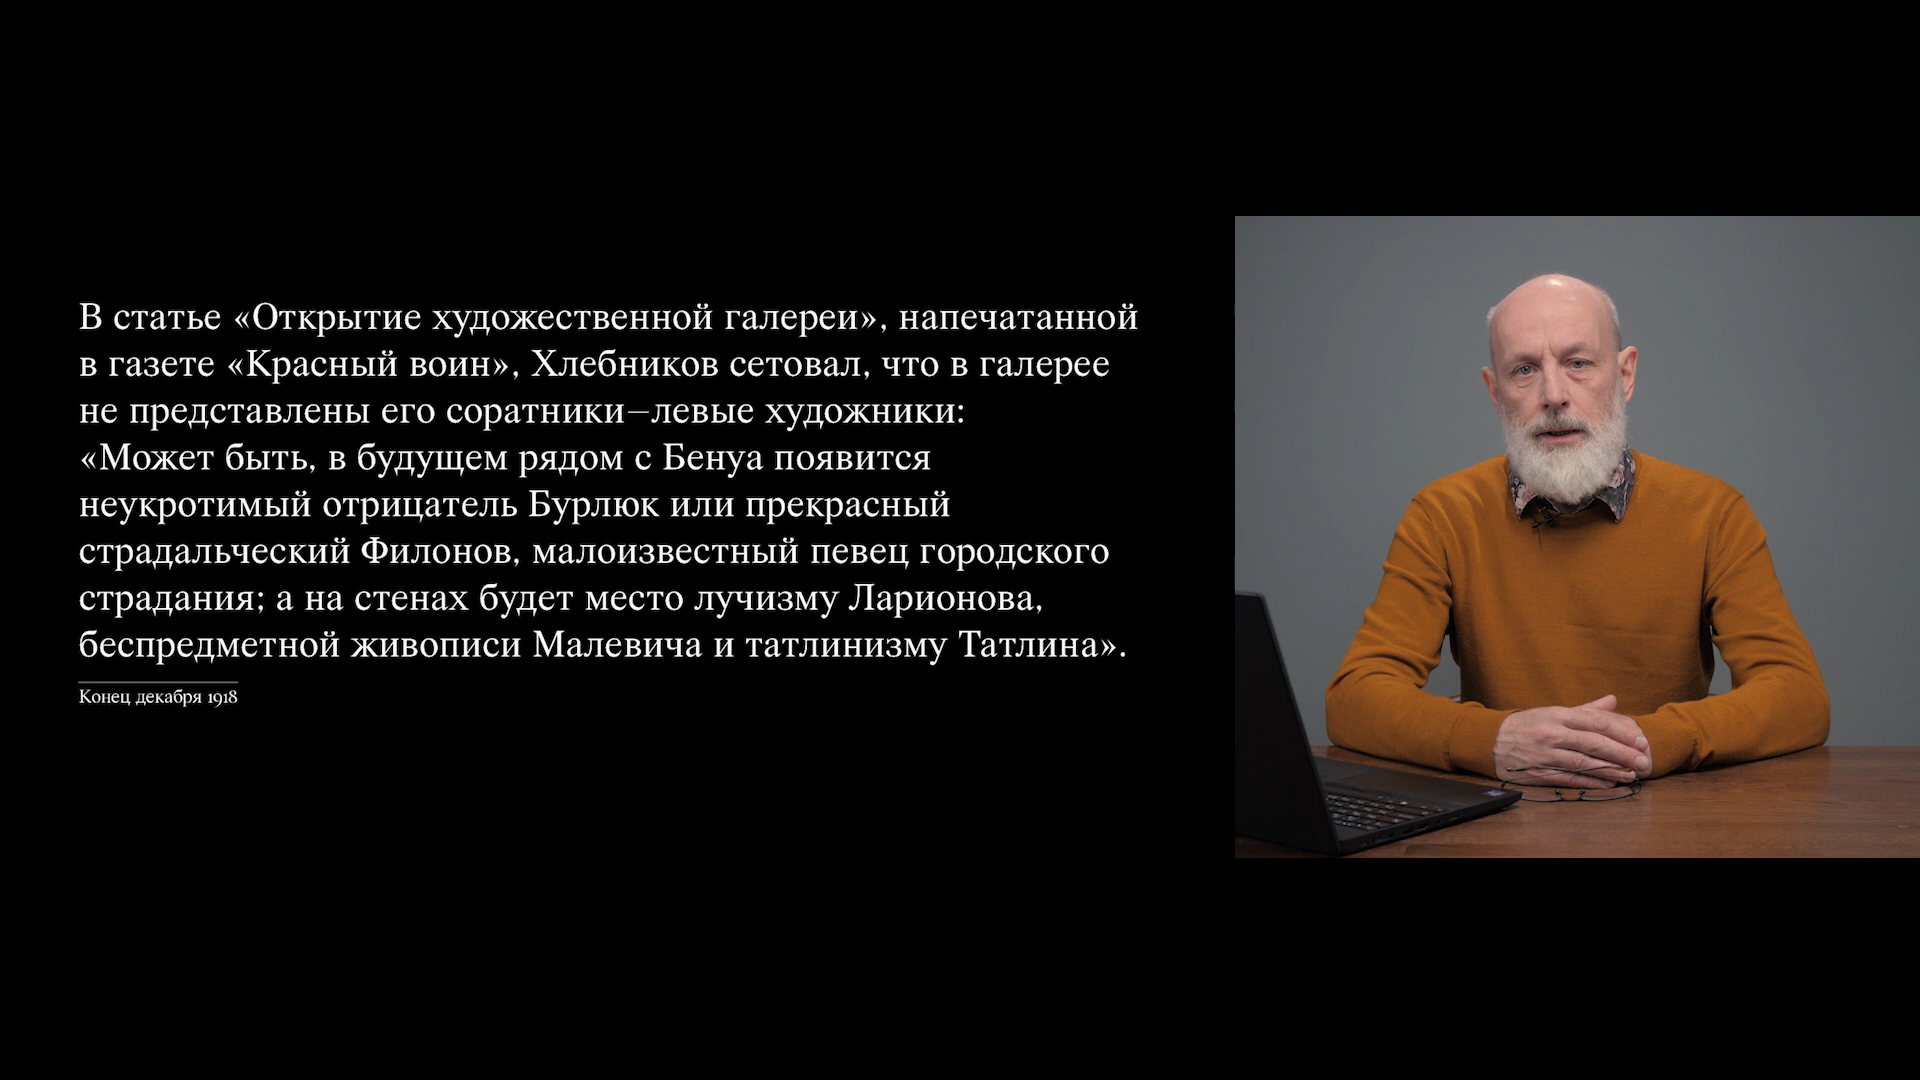 В статье «Открытие художественной галереи», напечатанной
в газете «Красный воин», Хлебников сетовал, что в галерее
не представлены его соратники—левые художники:
«Может быть, в будущем рядом с Бенуа появится
неукротимый отрицатель Бурлюк или прекрасный
страдальческий Филонов, малоизвестный певец городского
страдания; а на стенах будет место лучизму Ларионова,
беспредметной живописи Малевича и татлинизму Татлина».
Конец декабря 1918